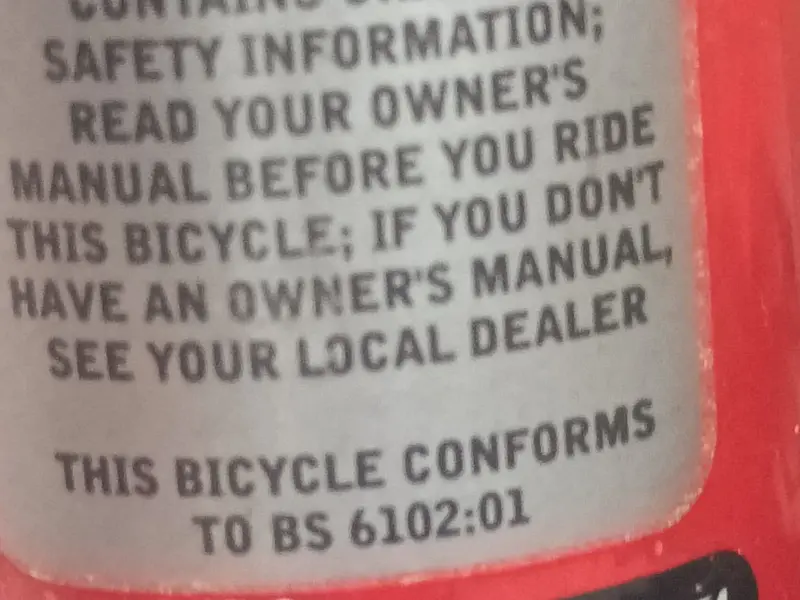 CONTAINS
SAFETY INFORMATION;
READ YOUR OWNER'S
MANUAL BEFORE YOU RIDE
THIS BICYCLE; IF YOU DON'T
HAVE AN OWNER'S MANUAL,
SEE YOUR LOCAL DEALER
THIS BICYCLE CONFORMS
TO BS 6102:01